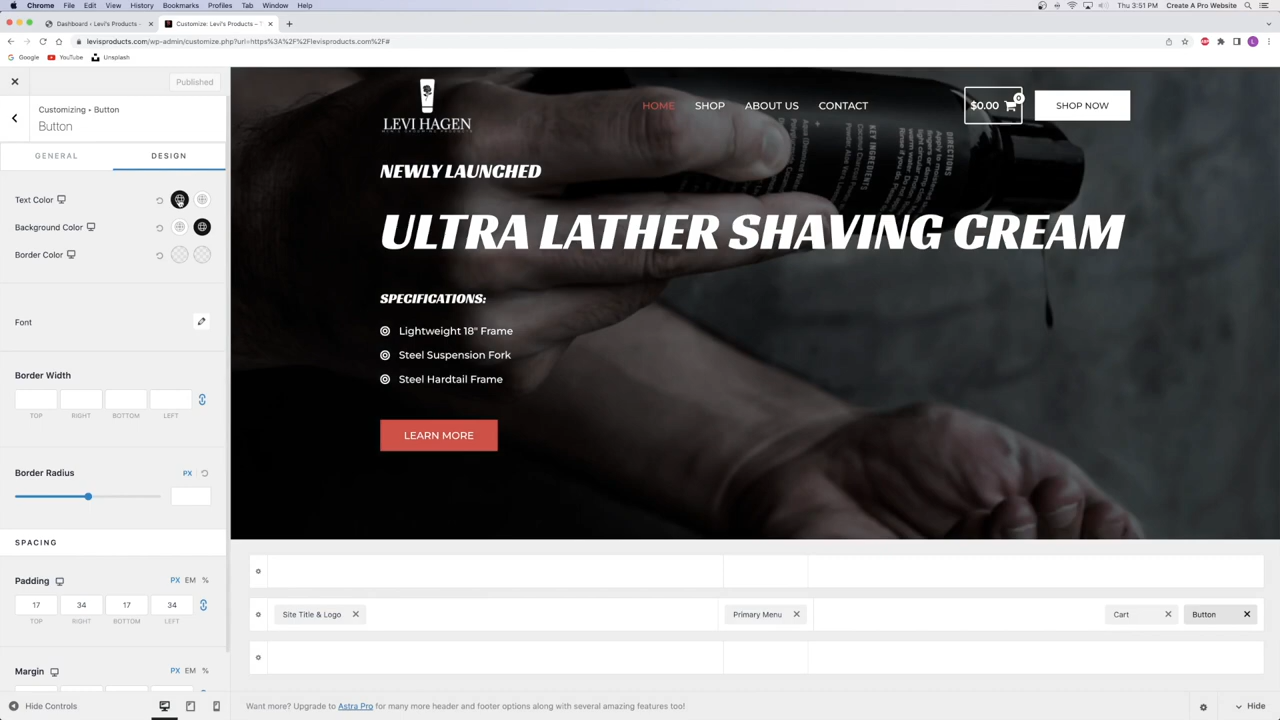 Chrome File Edit View History Bookmarks Profiles Tab Window Help
Thu 3:51 PM Create A Pro Website
Dashboard ‹ Levi's Products -
Customize: Levi's Products – T
levisproducts.com/wp-admin/customize.php?url=https%3A%2F%2Flevisproducts.com%2F#
Google YouTube Unsplash
Published
Customizing • Button
Button
GENERAL DESIGN
Text Color
Background Color
Border Color
Font
Border Width
TOP RIGHT BOTTOM LEFT
Border Radius PX
SPACING
Padding PX EM %
17 34 17 34
TOP RIGHT BOTTOM LEFT
Margin PX EM %
Hide Controls
LEVI HAGEN
MEN'S GROOMING PRODUCTS
HOME SHOP ABOUT US CONTACT
$0.00 0
SHOP NOW
NEWLY LAUNCHED
ULTRA LATHER SHAVING CREAM
SPECIFICATIONS:
Lightweight 18" Frame
Steel Suspension Fork
Steel Hardtail Frame
LEARN MORE
KEY INGREDIENTS
DIRECTIONS
Site Title & Logo Primary Menu Cart Button
Want more? Upgrade to Astra Pro for many more header and footer options along with several amazing features too!
Hide